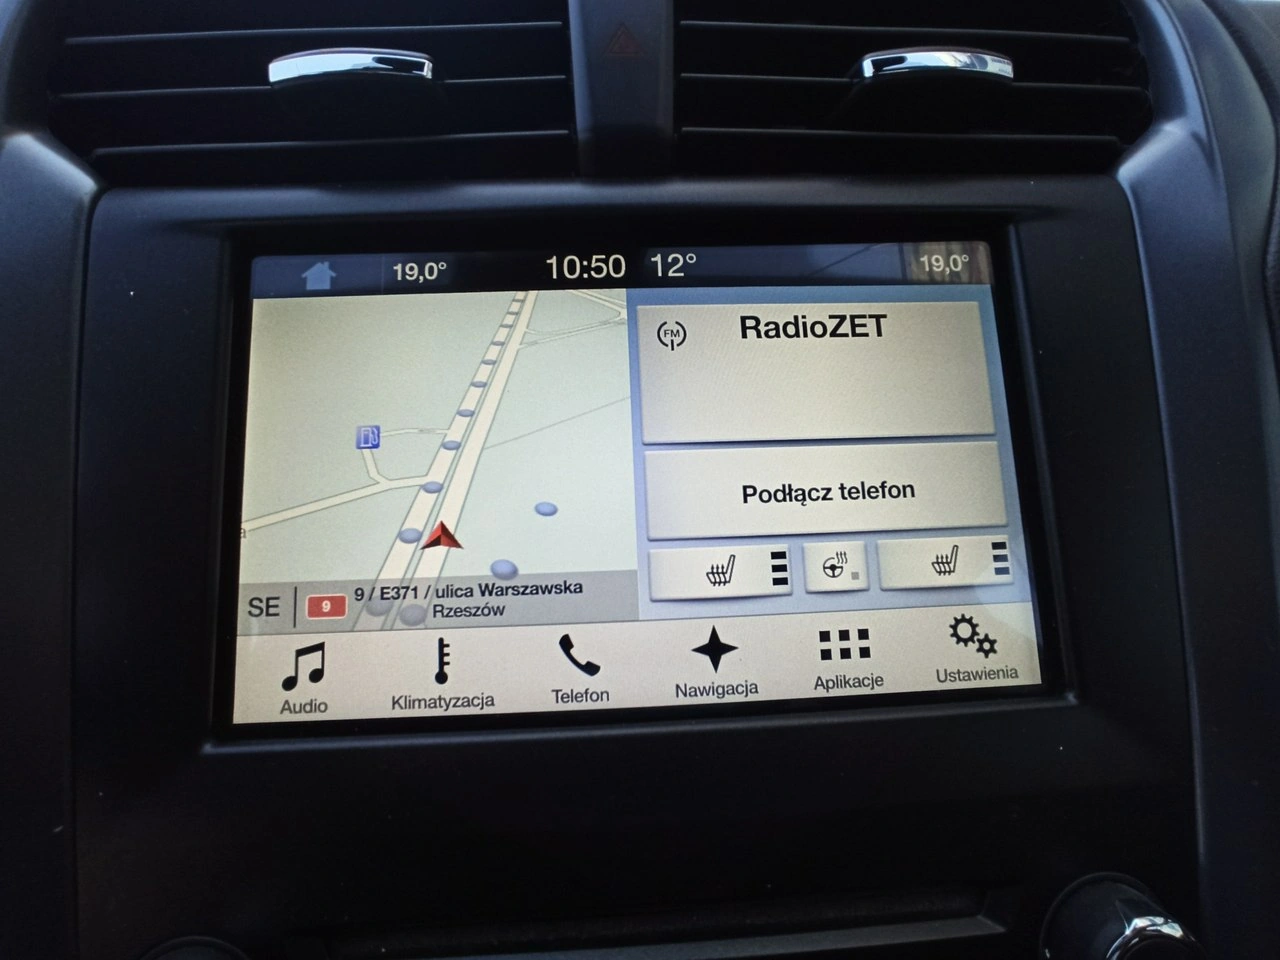 19,0° 10:50 12° 19,0°
FM RadioZET
Podłącz telefon
SE 9 9 / E371 / ulica Warszawska
Rzeszów
Audio Klimatyzacja Telefon Nawigacja Aplikacje Ustawienia